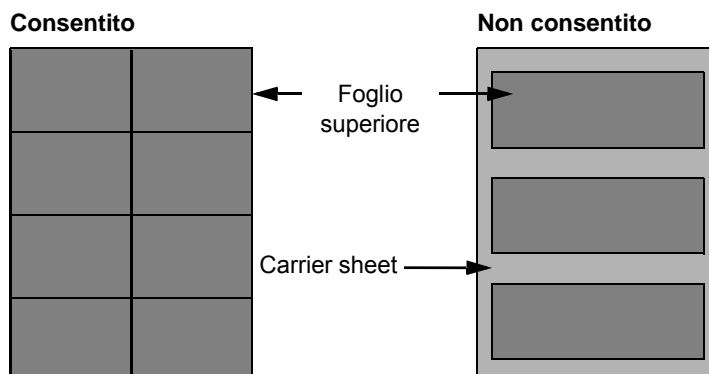 Consentito
Non consentito
Foglio
superiore
Carrier sheet